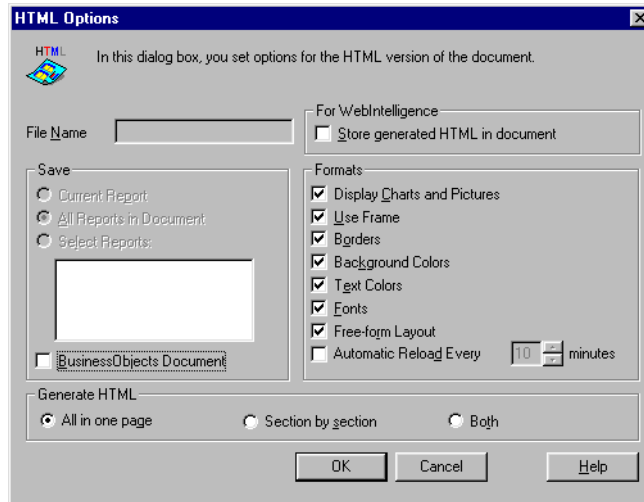 HTML Options
HTML
In this dialog box, you set options for the HTML version of the document.
File Name
For WebIntelligence
Store generated HTML in document
Save
Current Report
All Reports in Document
Select Reports:
BusinessObjects Document
Formats
Display Charts and Pictures
Use Frame
Borders
Background Colors
Text Colors
Fonts
Free-form Layout
Automatic Reload Every 10 minutes
Generate HTML
All in one page Section by section Both
OK Cancel Help